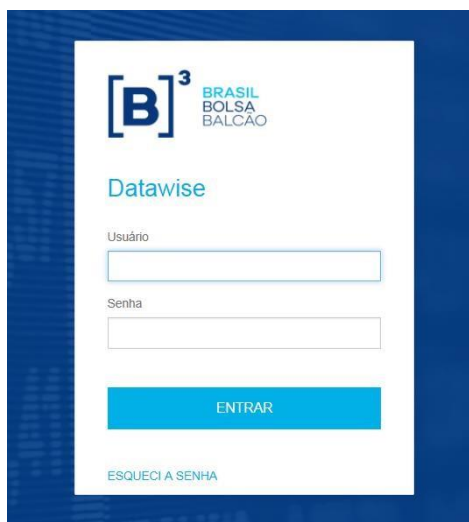 [B]³
BRASIL
BOLSA
BALCÃO
Datawise
Usuário
Senha
ENTRAR
ESQUECI A SENHA